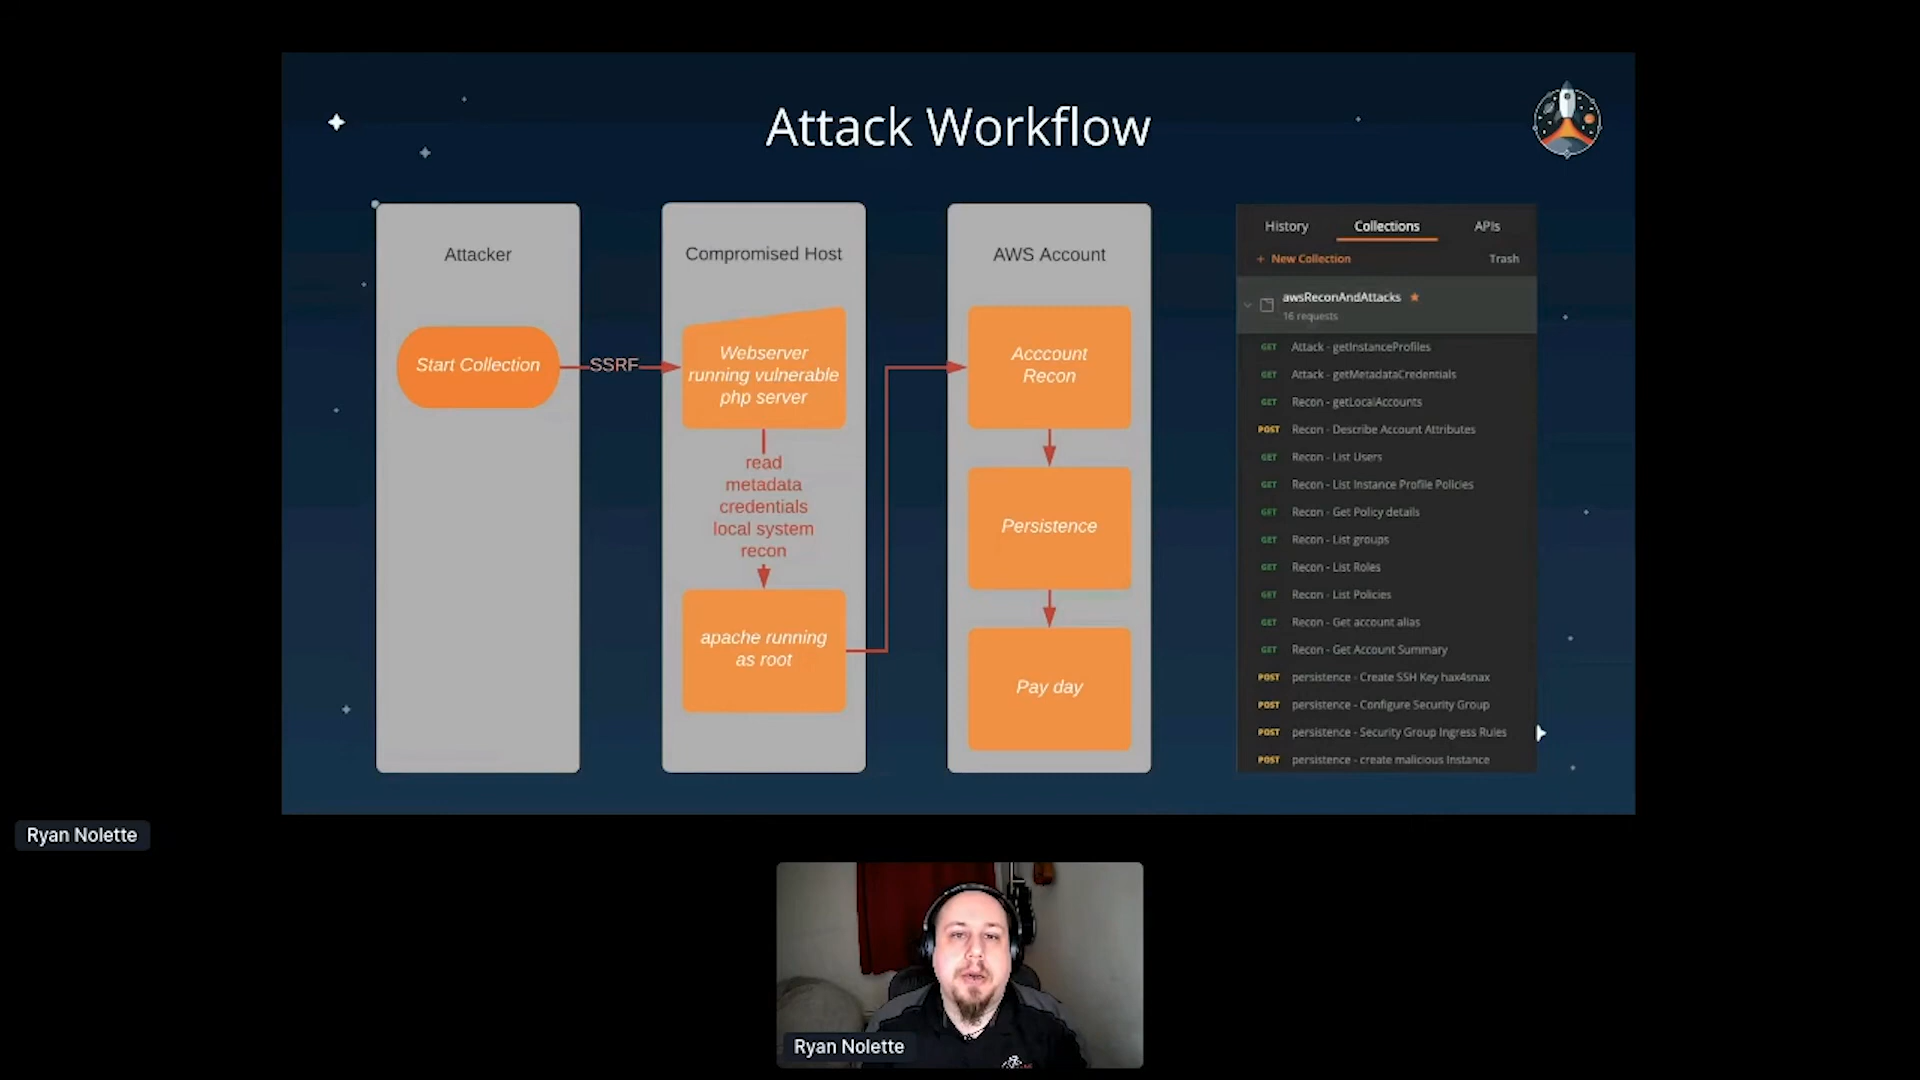 Attack Workflow
Attacker
Start Collection
SSRF
Compromised Host
Webserver
running vulnerable
php server
read
metadata
credentials
local system
recon
apache running
as root
AWS Account
Acccount
Recon
Persistence
Pay day
History Collections APIs
+ New Collection Trash
awsReconAndAttacks ★
16 requests
GET Attack - getInstanceProfiles
GET Attack - getMetadataCredentials
GET Recon - getLocalAccounts
POST Recon - Describe Account Attributes
GET Recon - List Users
GET Recon - List Instance Profile Policies
GET Recon - Get Policy details
GET Recon - List groups
GET Recon - List Roles
GET Recon - List Policies
GET Recon - Get account alias
GET Recon - Get Account Summary
POST persistence - Create SSH Key hax4snax
POST persistence - Configure Security Group
POST persistence - Security Group Ingress Rules
POST persistence - create malicious Instance
Ryan Nolette
Ryan Nolette